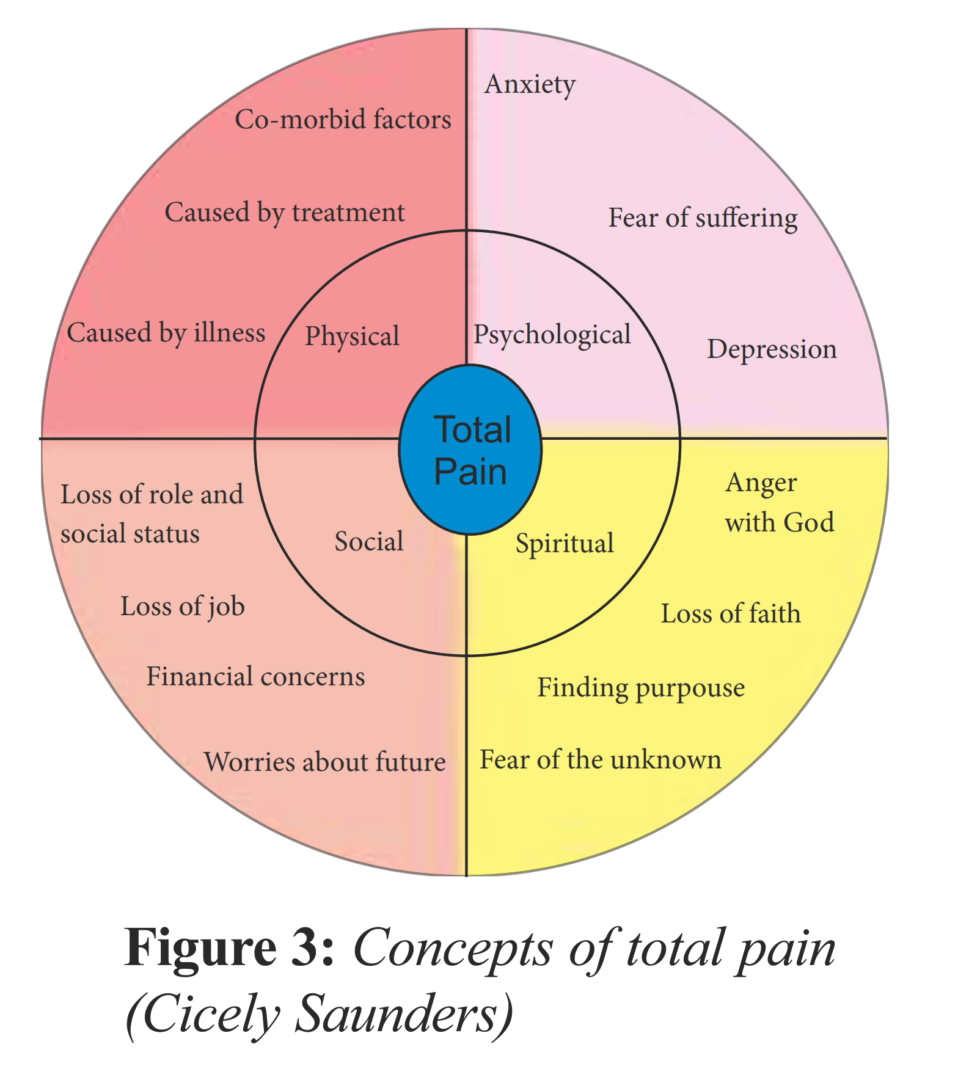 Co-morbid factors
Caused by treatment
Caused by illness
Physical
Anxiety
Fear of suffering
Depression
Psychological
Total
Pain
Loss of role and
social status
Loss of job
Financial concerns
Worries about future
Social
Spiritual
Anger
with God
Loss of faith
Finding purpouse
Fear of the unknown
Figure 3: Concepts of total pain
(Cicely Saunders)